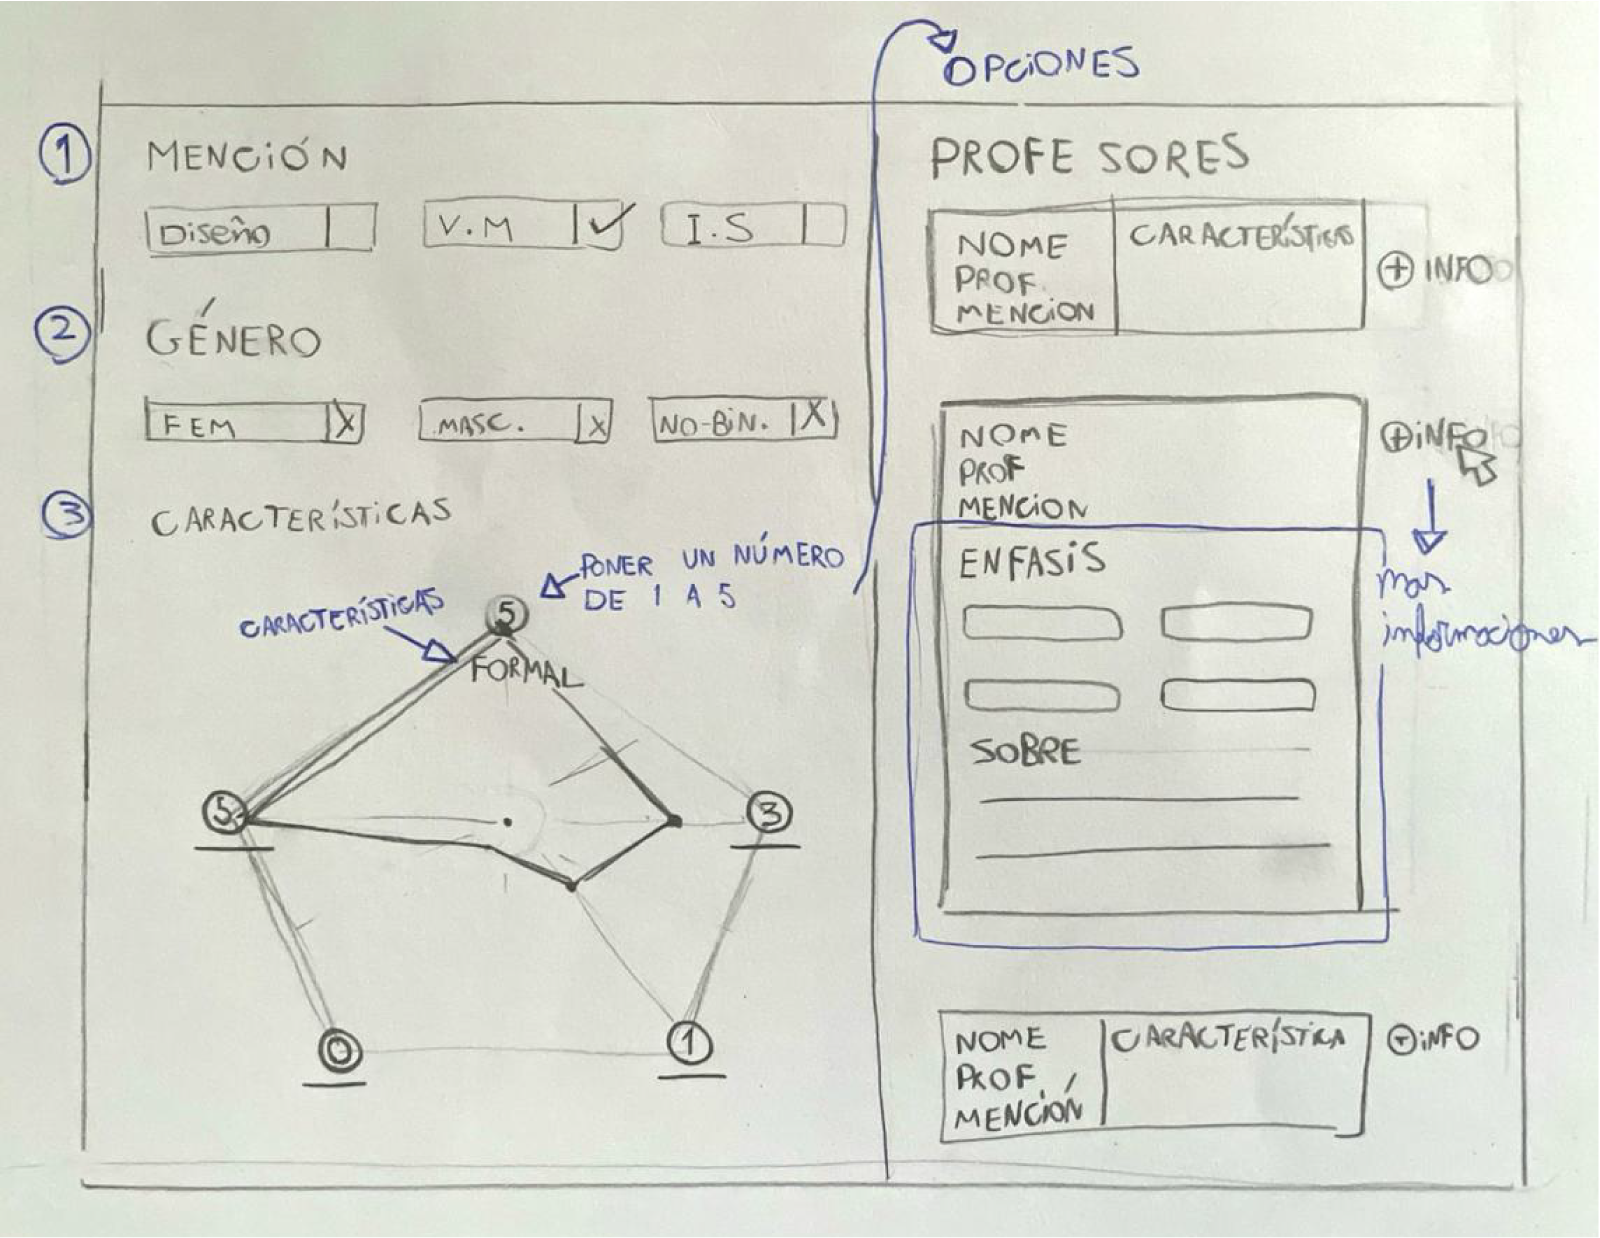 OPCiONES
1 MENCiÓN
Diseño
V.M
I.S
2 GÉNERO
FEM X
MASC. X
NO-BiN. X
3 CARACTERÍSTiCAS
PONER UN NÚMERO
DE 1 A 5
CARACTERÍSTiCAS
5
FORMAL
5
3
0
1
PROFESORES
NOME
PROF.
MENCiON
CARACTERÍSTiCAS
+ INFO
NOME
PROF
MENCiON
+ iNFO
mas
informaciones
ENFASiS
SOBRE
NOME
PROF.
MENCiÓN
CARACTERÍSTiCA
+ iNFO